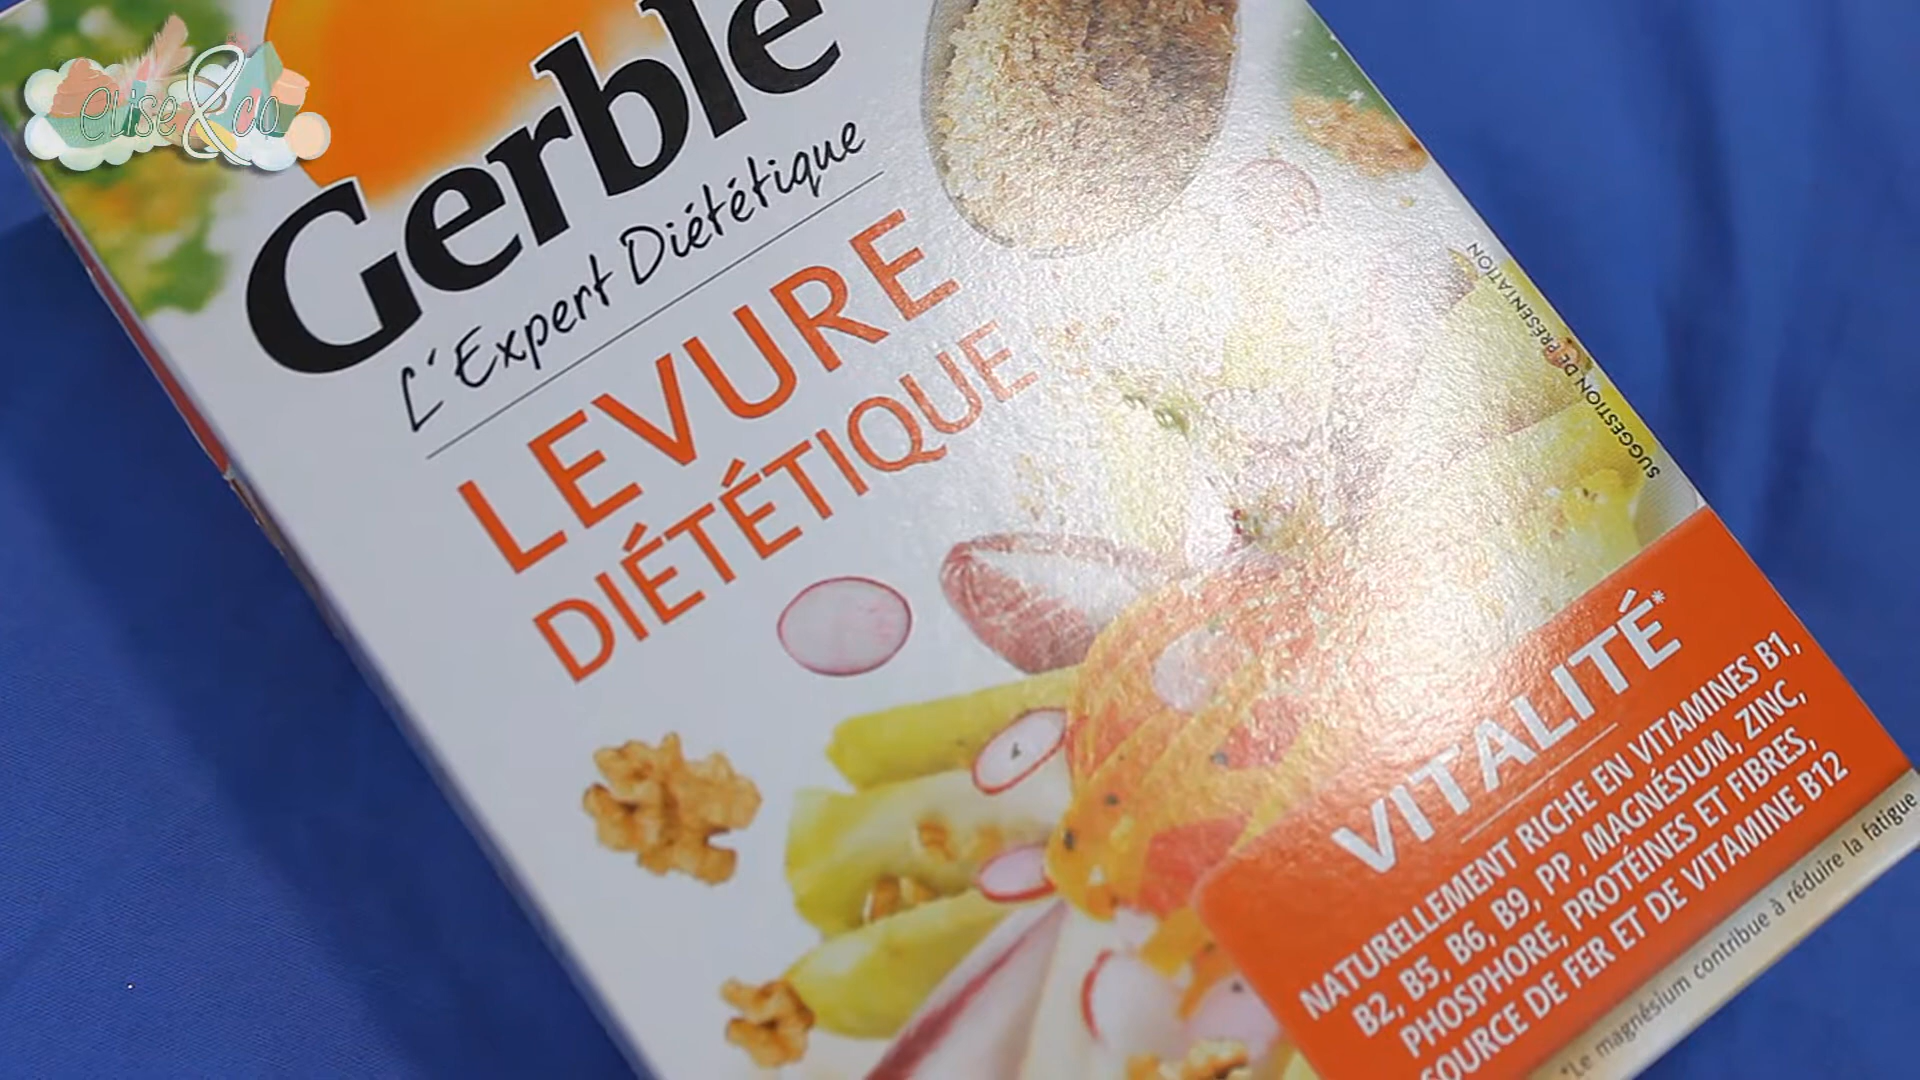 elise&co
Gerblé
L'Expert Diététique
LEVURE
DIÉTÉTIQUE
SUGGESTION DE PRÉSENTATION
VITALITÉ*
NATURELLEMENT RICHE EN VITAMINES B1,
B2, B5, B6, B9, PP, MAGNÉSIUM, ZINC,
PHOSPHORE, PROTÉINES ET FIBRES,
SOURCE DE FER ET DE VITAMINE B12
*Le magnésium contribue à réduire la fatigue